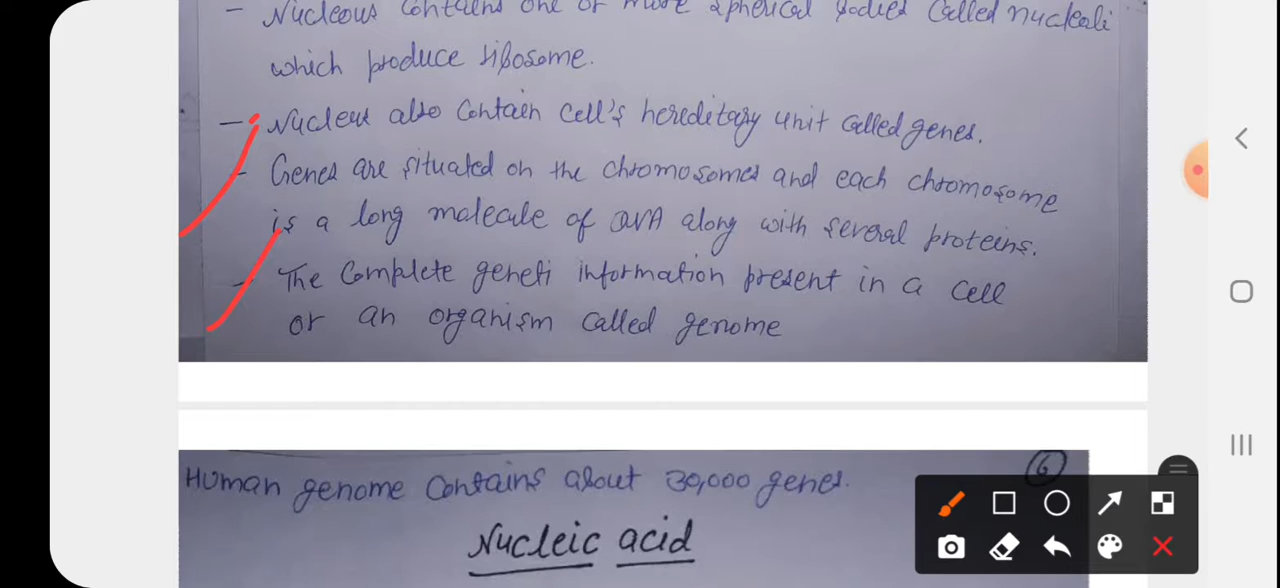 - Nucleous contains one or more spherical bodies called nucleoli
which produce ribosome.
- Nucleus also contain cell's hereditary unit called genes.
- Genes are situated on the chromosomes and each chromosome
is a long molecule of DNA along with several proteins.
- The complete geneti information present in a cell
or an organism called genome
6
Human genome contains about 30,000 genes.
Nucleic acid